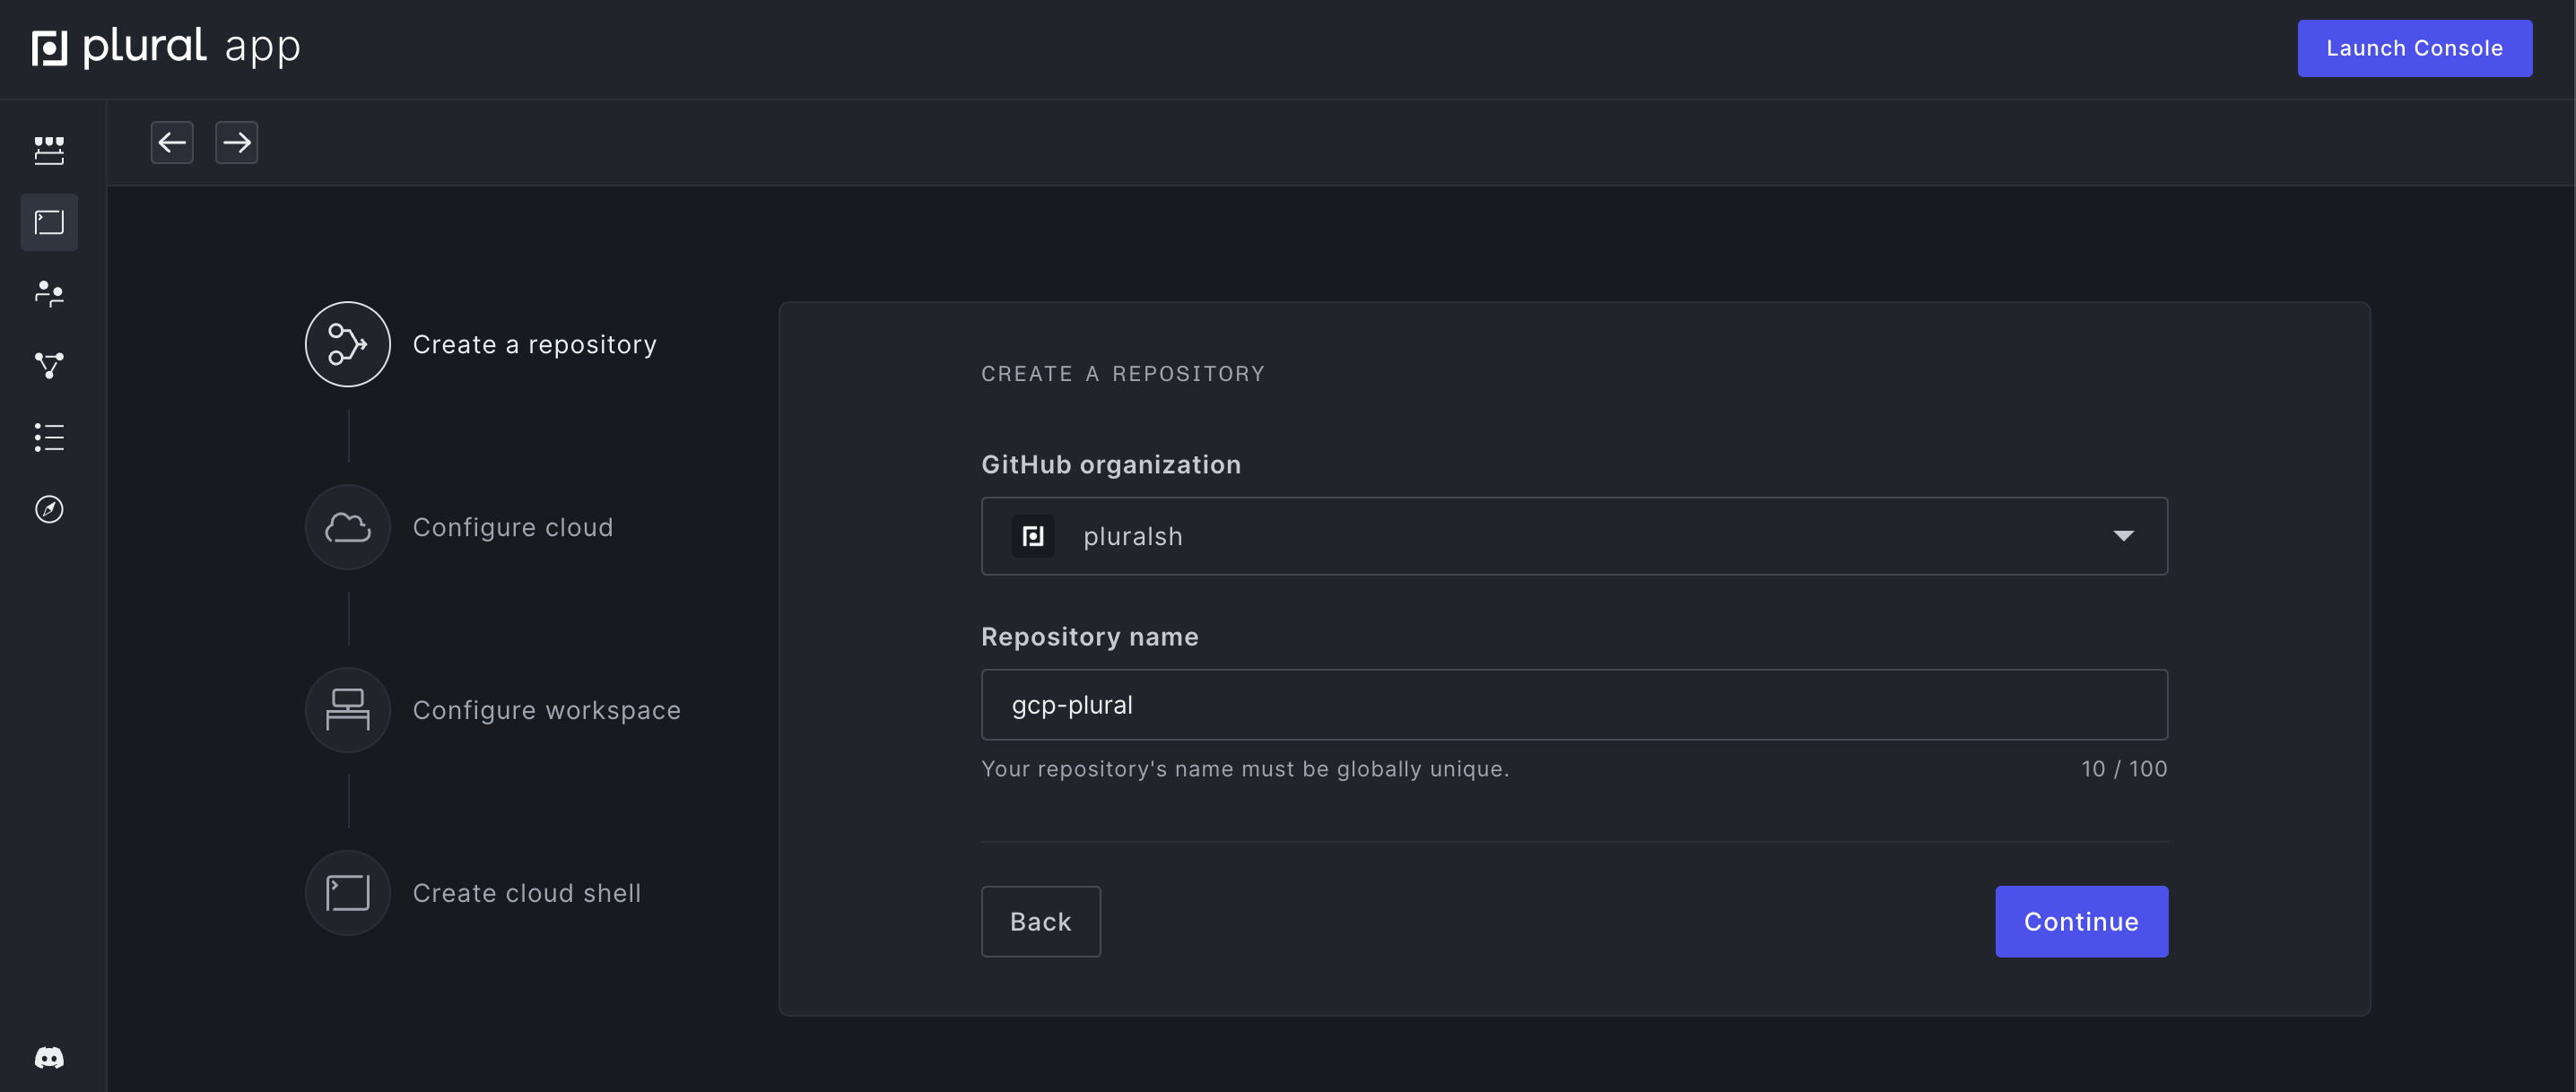 plural app
Launch Console
Create a repository
Configure cloud
Configure workspace
Create cloud shell
CREATE A REPOSITORY
GitHub organization
pluralsh
Repository name
gcp-plural
Your repository's name must be globally unique.
10 / 100
Back
Continue